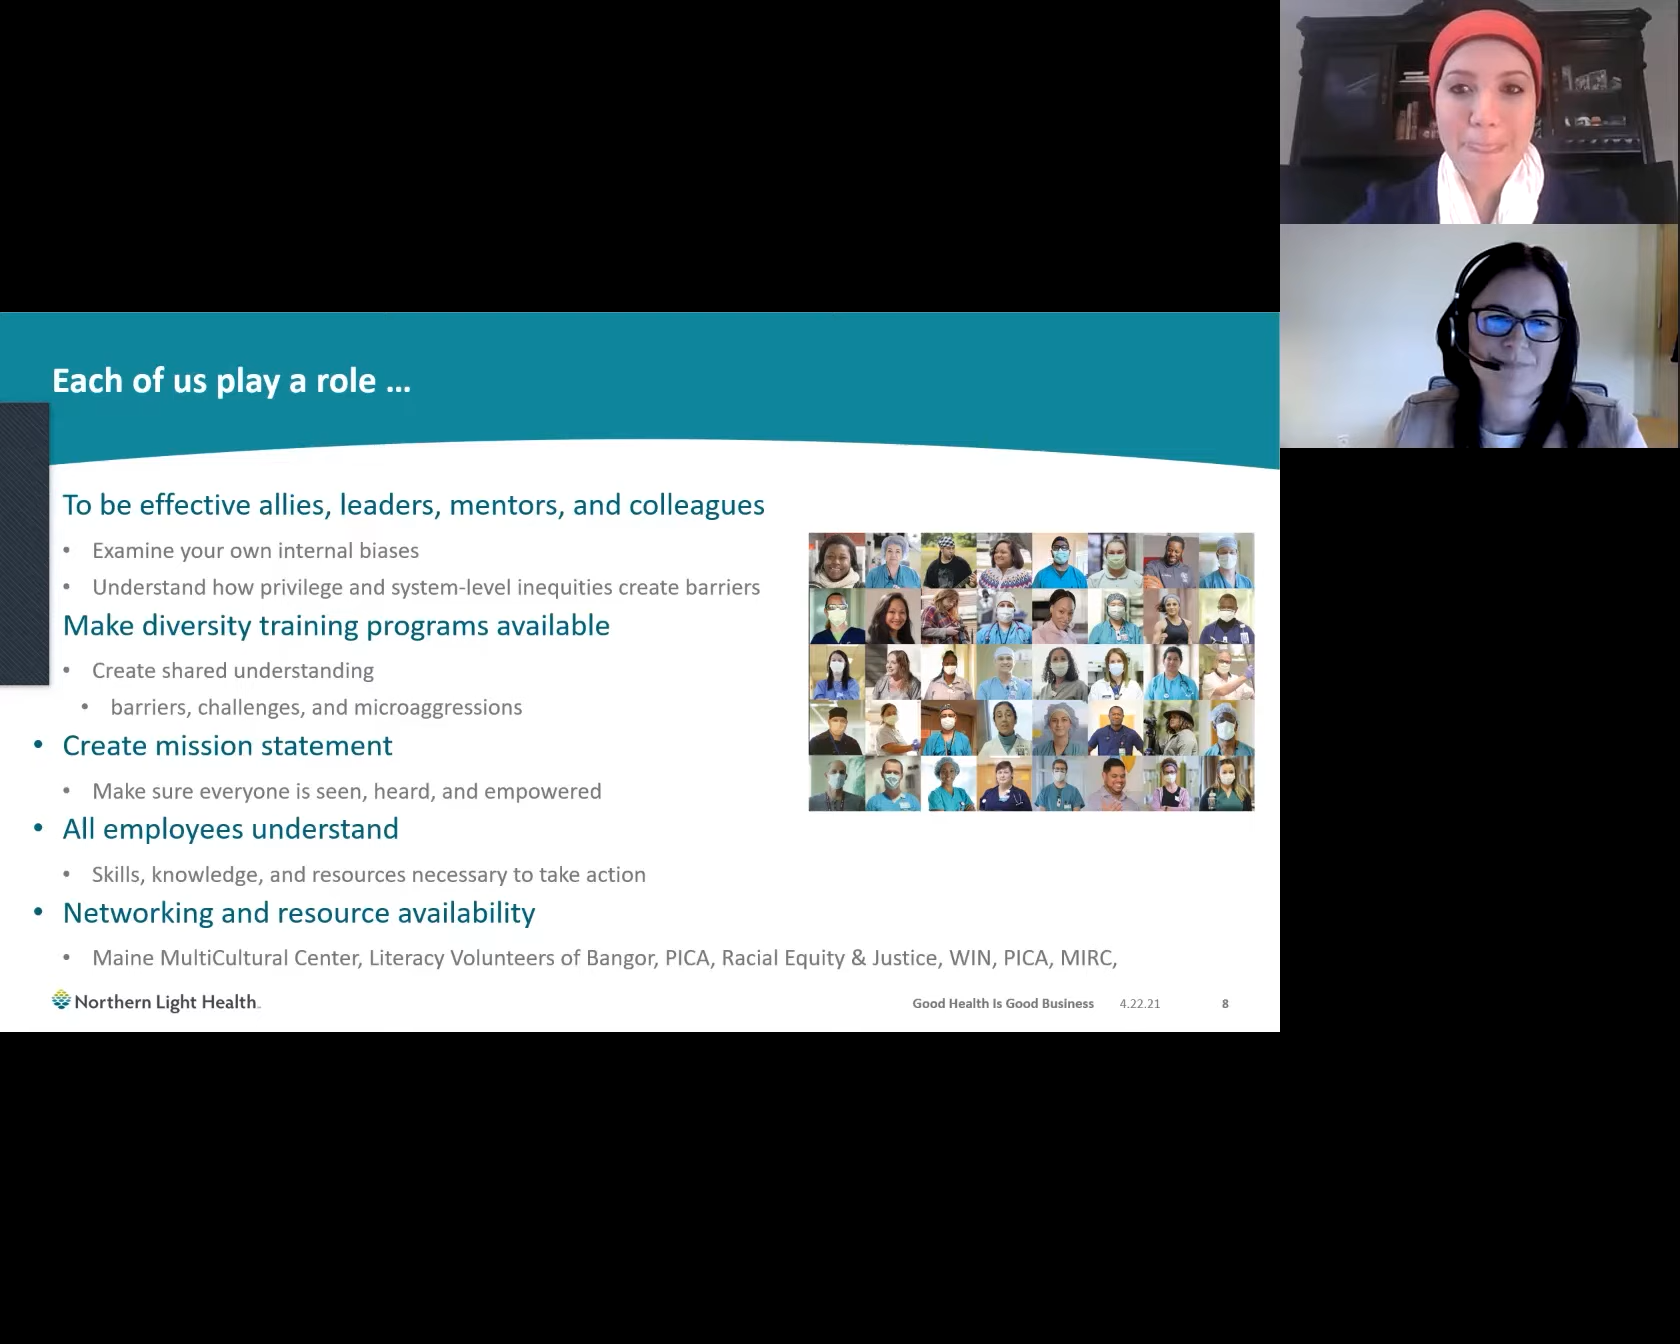 Each of us play a role ...
To be effective allies, leaders, mentors, and colleagues
• Examine your own internal biases
• Understand how privilege and system-level inequities create barriers
Make diversity training programs available
• Create shared understanding
• barriers, challenges, and microaggressions
• Create mission statement
• Make sure everyone is seen, heard, and empowered
• All employees understand
• Skills, knowledge, and resources necessary to take action
• Networking and resource availability
• Maine MultiCultural Center, Literacy Volunteers of Bangor, PICA, Racial Equity & Justice, WIN, PICA, MIRC,
Northern Light Health
Good Health Is Good Business 4.22.21 8